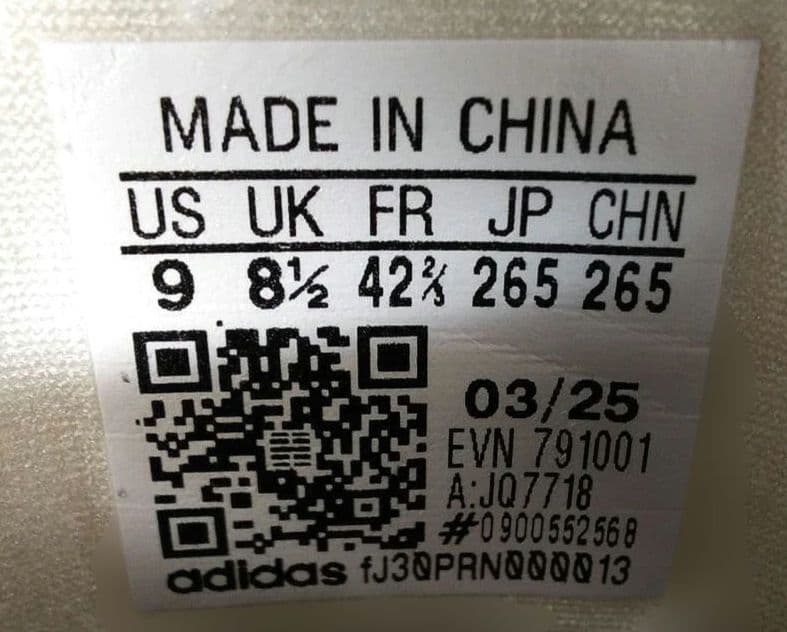 MADE IN CHINA
US UK FR JP CHN
9 8½ 42⅔ 265 265
03/25
EVN 791001
A:JQ7718
#0900552568
adidas fJ30PRN000013